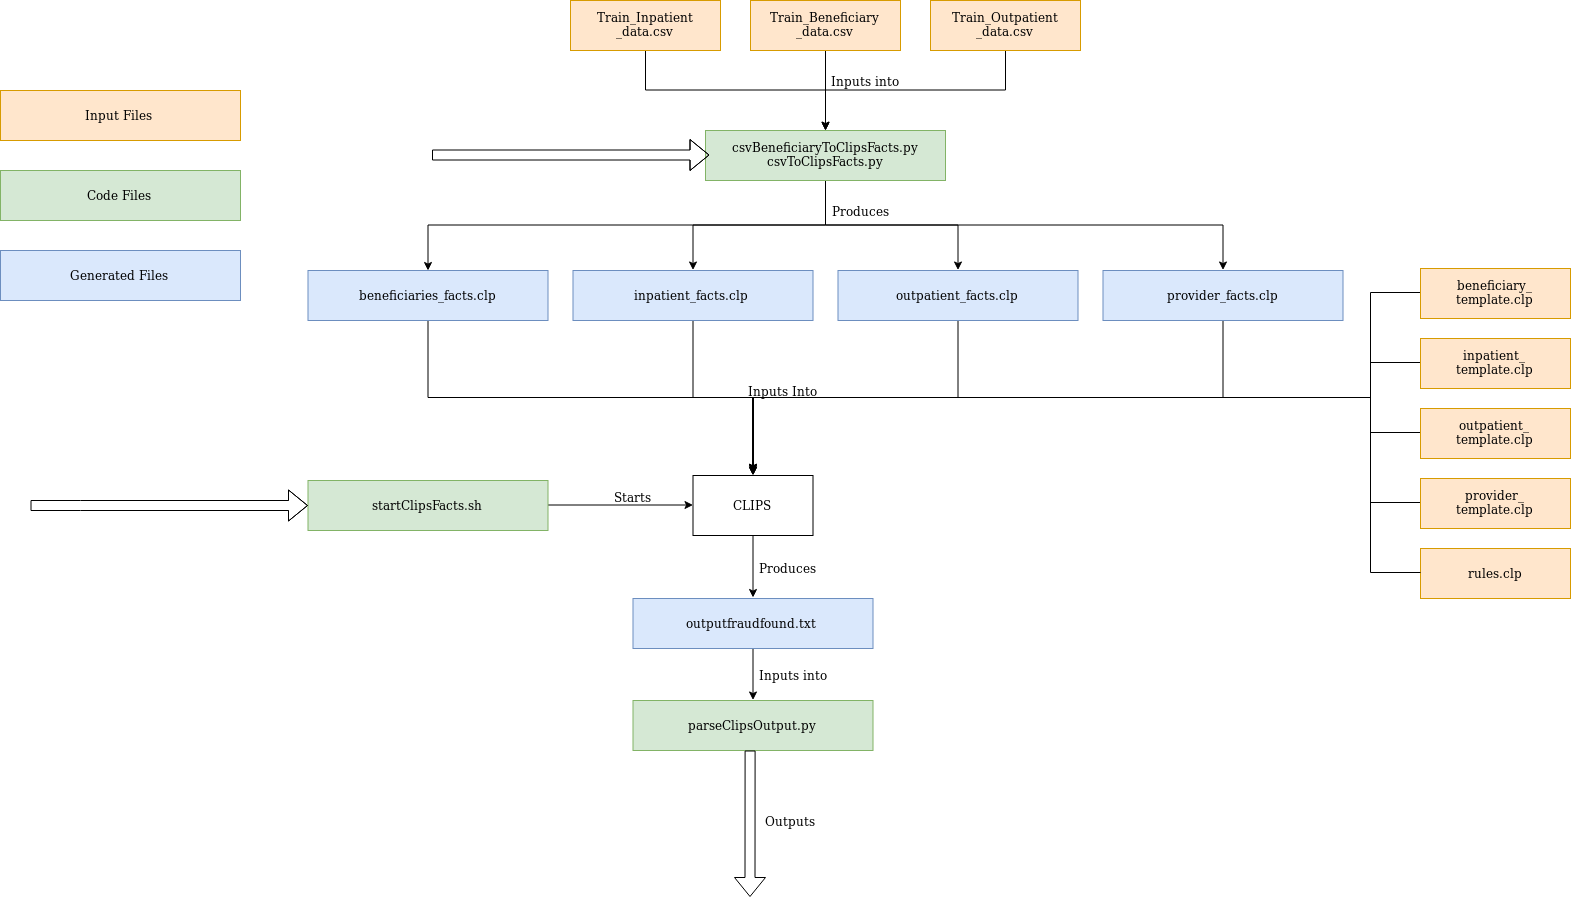 Train_Inpatient
_data.csv
Train_Beneficiary
_data.csv
Train_Outpatient
_data.csv
Inputs into
Input Files
Code Files
Generated Files
csvBeneficiaryToClipsFacts.py
csvToClipsFacts.py
Produces
beneficiaries_facts.clp
inpatient_facts.clp
outpatient_facts.clp
provider_facts.clp
beneficiary_
template.clp
inpatient_
template.clp
outpatient_
template.clp
provider_
template.clp
rules.clp
Inputs Into
startClipsFacts.sh
Starts
CLIPS
Produces
outputfraudfound.txt
Inputs into
parseClipsOutput.py
Outputs